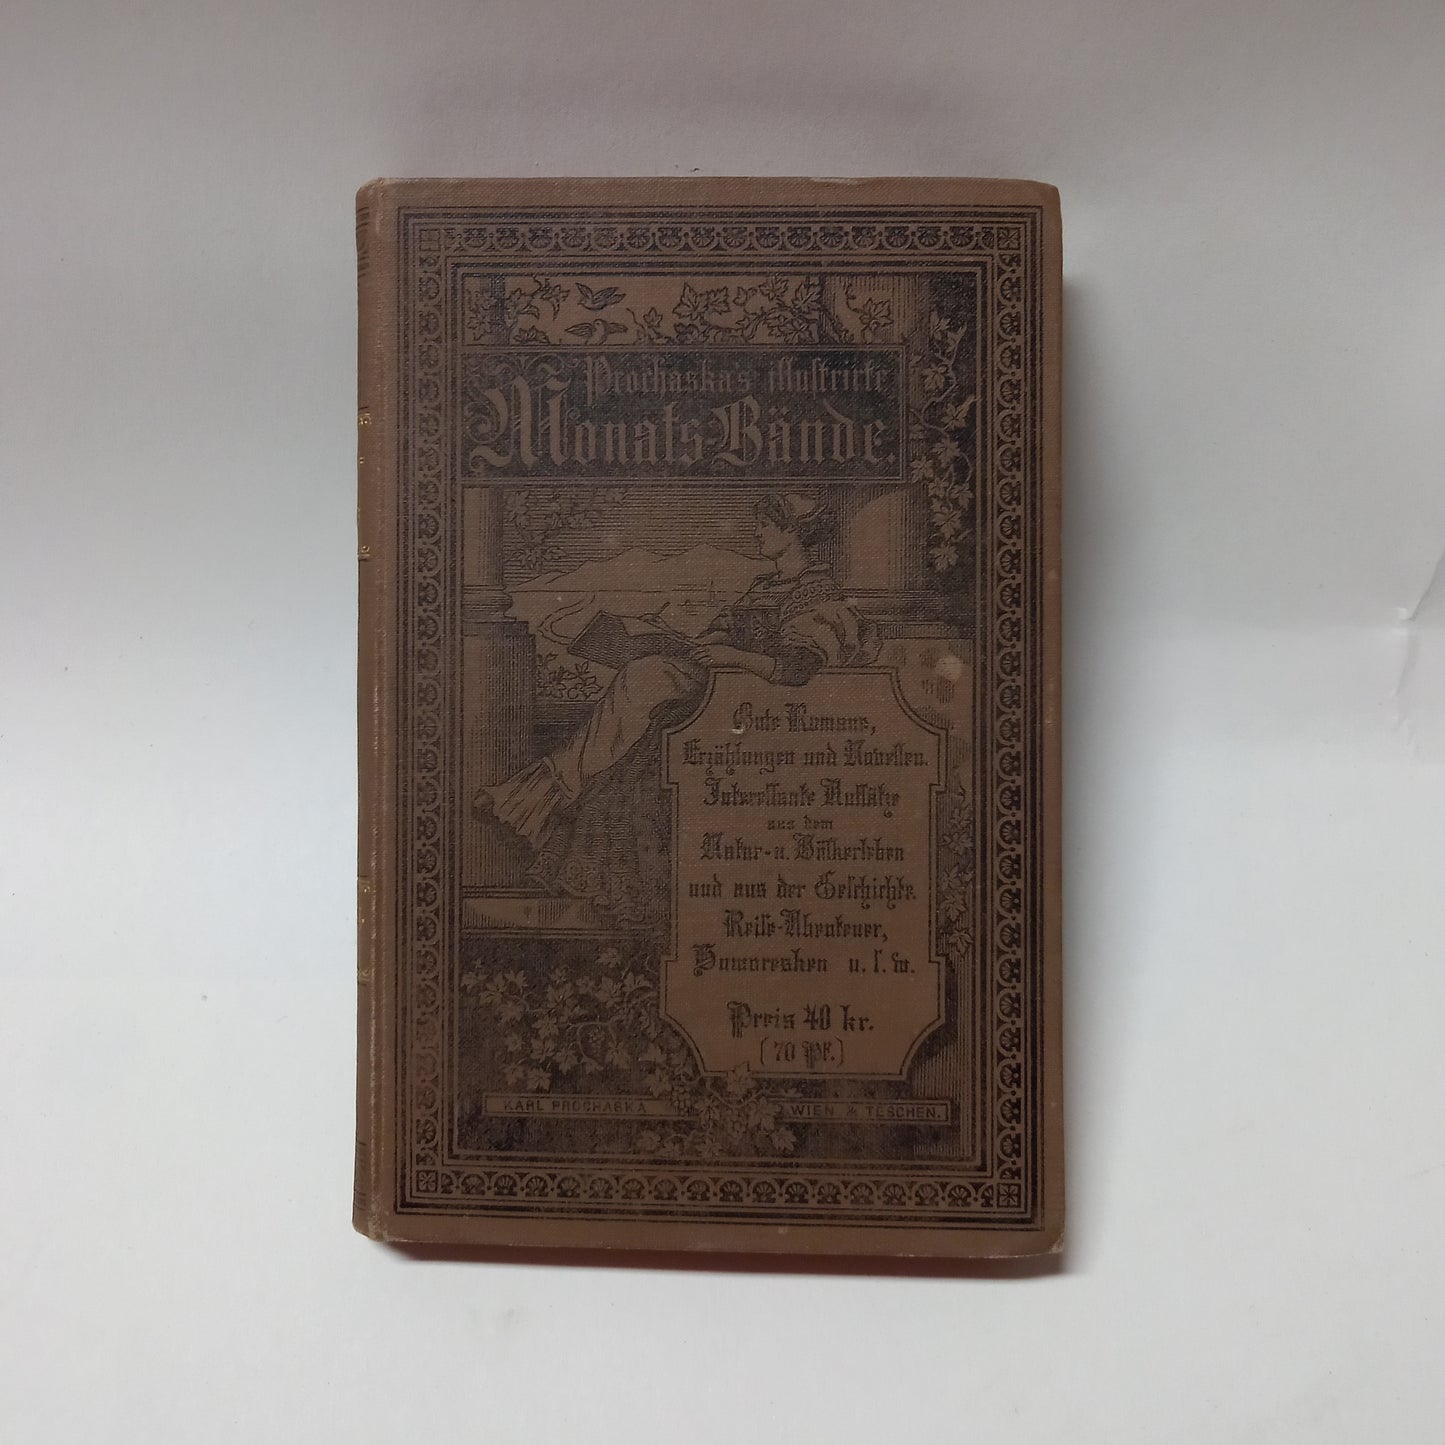 Prochaska's illustrirte
Monats-Bände.
Gute Romane,
Erzählungen und Novellen.
Interessante Aufsätze
aus dem
Natur- u. Völkerleben
und aus der Geschichte.
Reise-Abenteuer,
Humoresken u. s. w.
Preis 40 kr.
(70 Pf.)
KARL PROCHASKA
WIEN & TESCHEN.